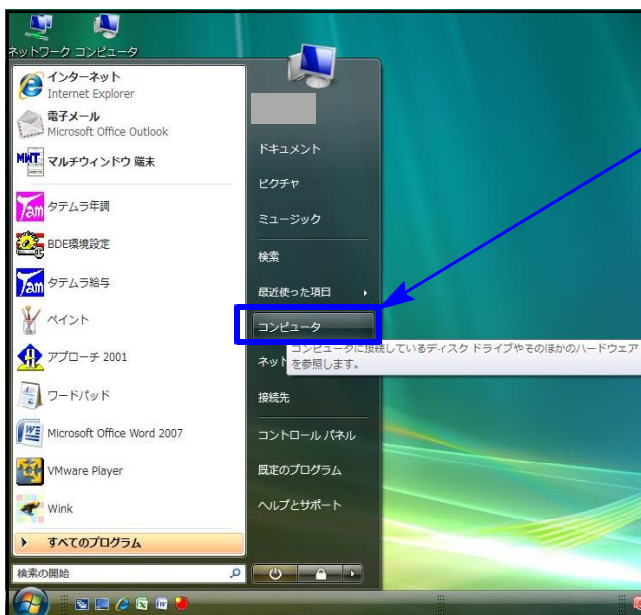 ネットワーク コンピュータ
インターネット
Internet Explorer
電子メール
Microsoft Office Outlook
MWT マルチウィンドウ 端末
Tam タテムラ年調
BDE環境設定
Tam タテムラ給与
ペイント
アプローチ 2001
ワードパッド
Microsoft Office Word 2007
VMware Player
Wink
すべてのプログラム
検索の開始
ドキュメント
ピクチャ
ミュージック
検索
最近使った項目
コンピュータ
コンピュータに接続しているディスク ドライブやそのほかのハードウェア
を参照します。
ネット
接続先
コントロール パネル
既定のプログラム
ヘルプとサポート